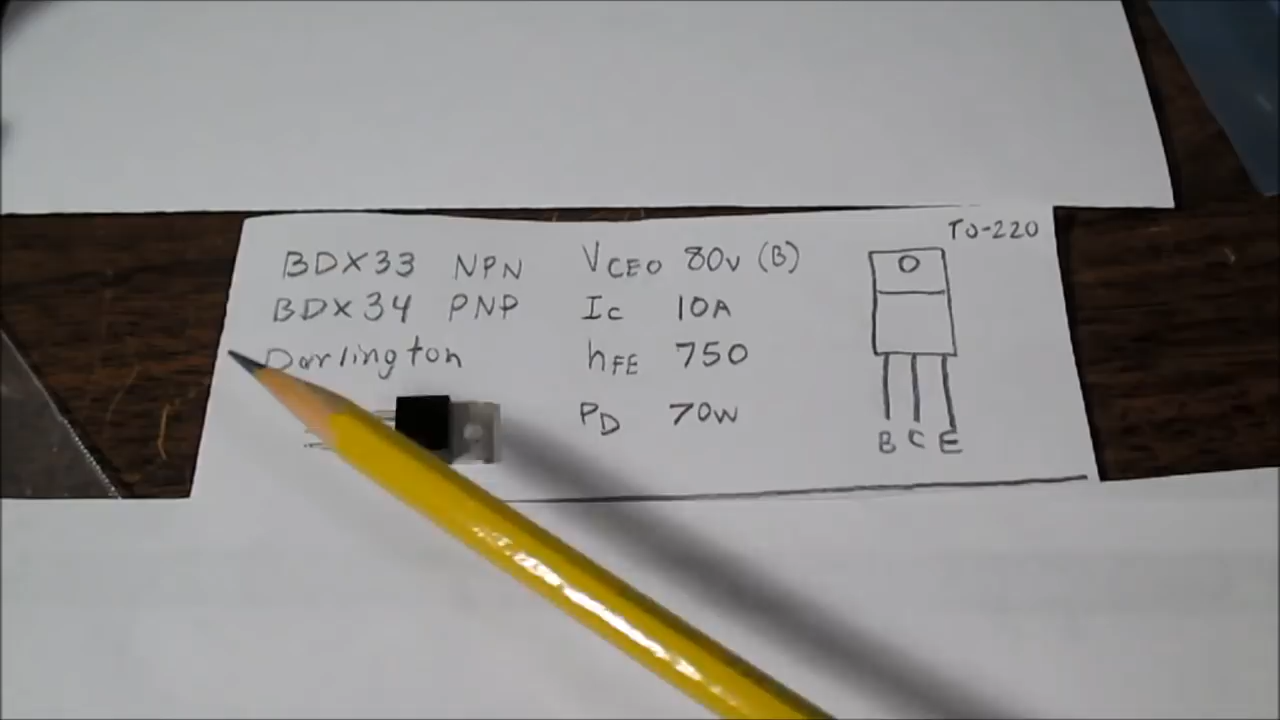 BDX33 NPN
BDX34 PNP
Darlington
VCEO 80v (B)
Ic 10A
hFE 750
PD 70W
TO-220
B C E